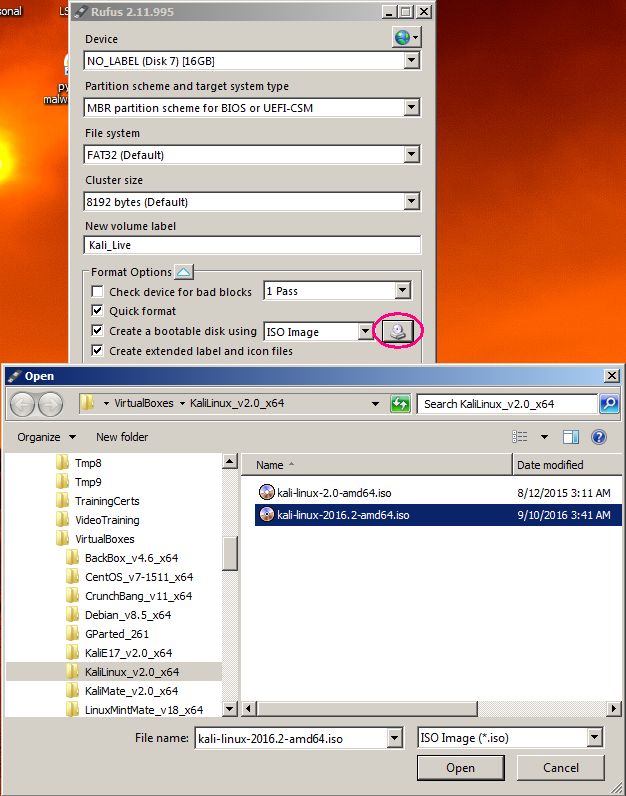 sonal
LS
py
malw
Rufus 2.11.995
Device
NO_LABEL (Disk 7) [16GB]
Partition scheme and target system type
MBR partition scheme for BIOS or UEFI-CSM
File system
FAT32 (Default)
Cluster size
8192 bytes (Default)
New volume label
Kali_Live
Format Options
Check device for bad blocks 1 Pass
Quick format
Create a bootable disk using ISO Image
Create extended label and icon files
Open
VirtualBoxes KaliLinux_v2.0_x64 Search KaliLinux_v2.0_x64
Organize New folder
Name Date modified
Tmp8
Tmp9
TrainingCerts
VideoTraining
VirtualBoxes
BackBox_v4.6_x64
CentOS_v7-1511_x64
CrunchBang_v11_x64
Debian_v8.5_x64
GParted_261
KaliE17_v2.0_x64
KaliLinux_v2.0_x64
KaliMate_v2.0_x64
LinuxMintMate_v18_x64
kali-linux-2.0-amd64.iso 8/12/2015 3:11 AM
kali-linux-2016.2-amd64.iso 9/10/2016 3:41 AM
File name: kali-linux-2016.2-amd64.iso ISO Image (*.iso)
Open Cancel